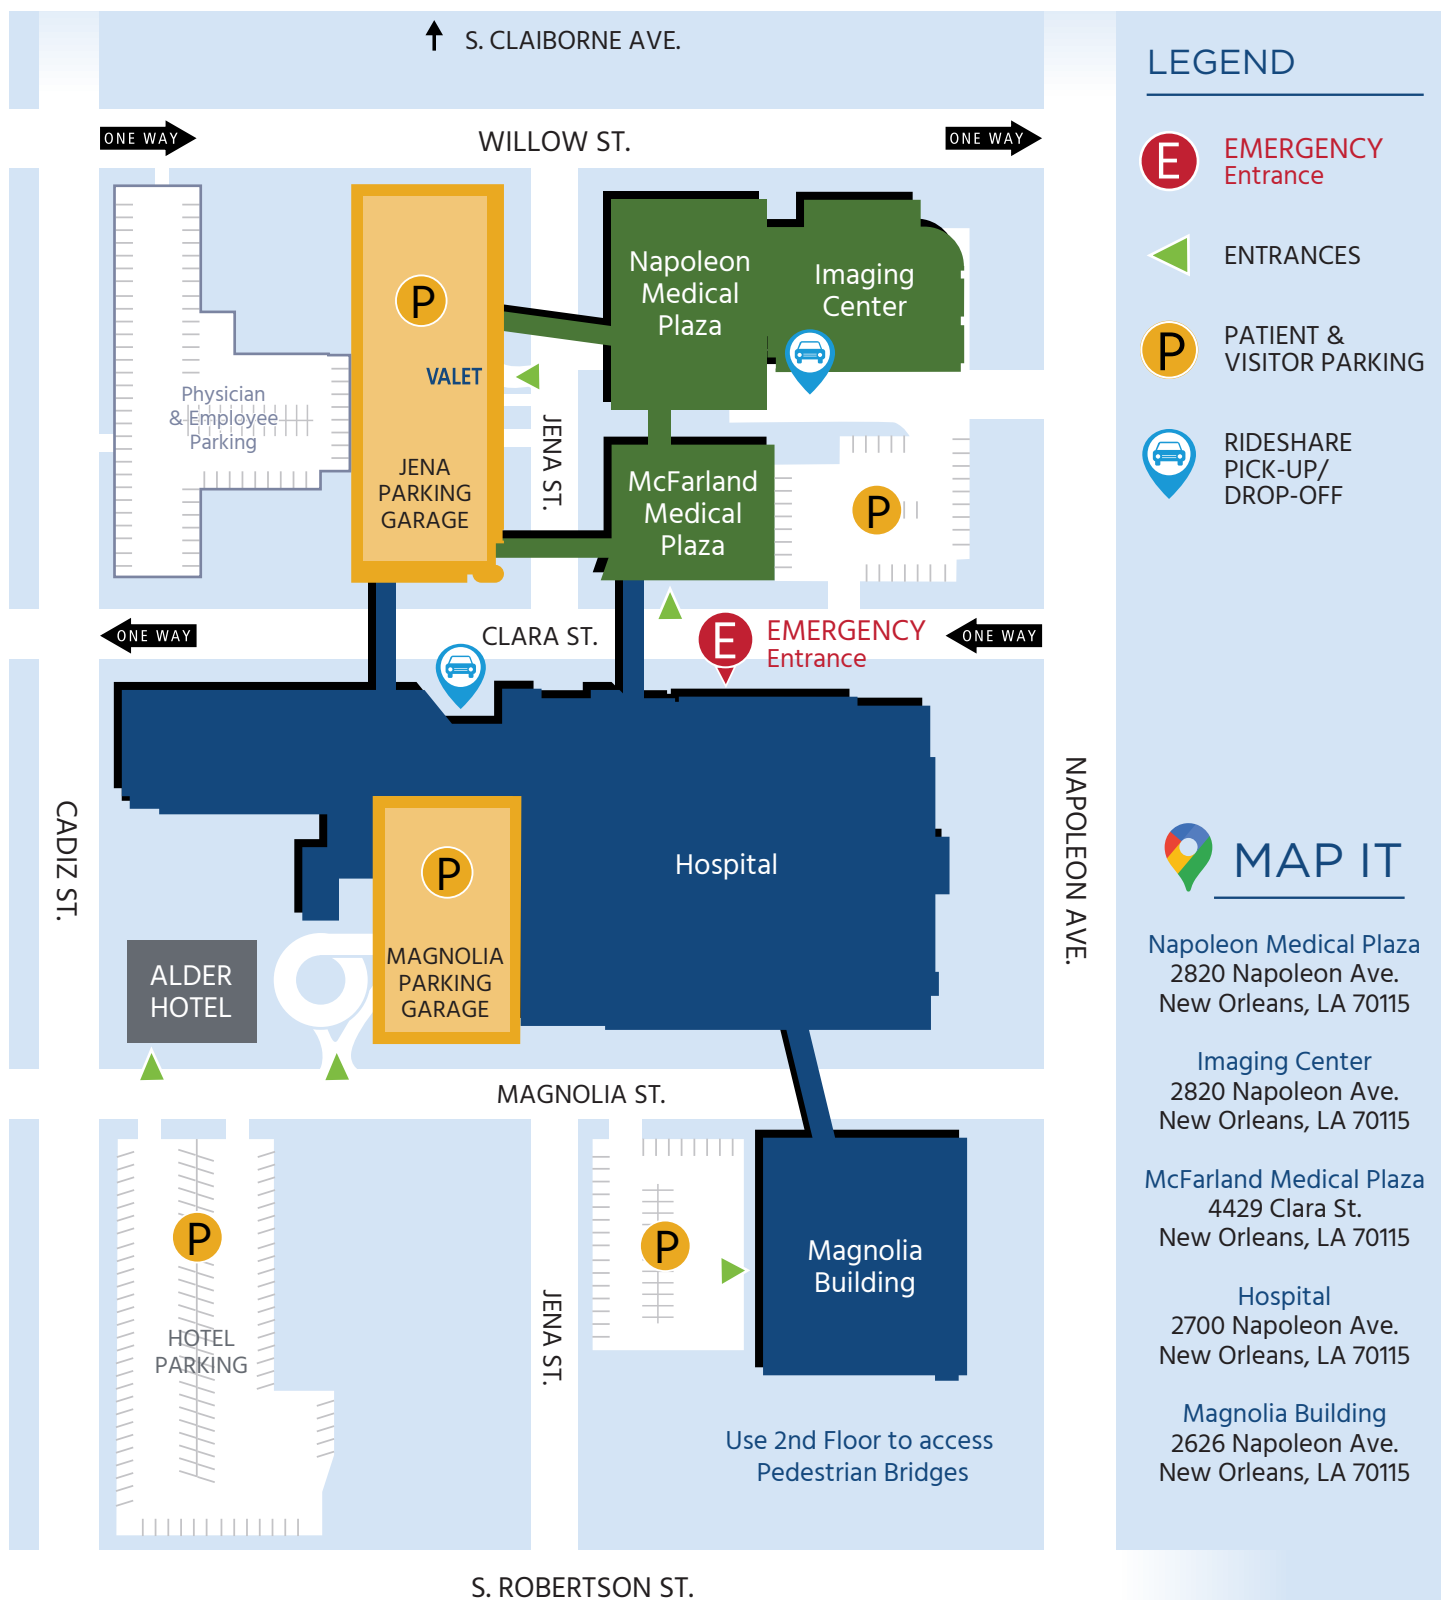 S. CLAIBORNE AVE.
ONE WAY
WILLOW ST.
ONE WAY
P
VALET
JENA
PARKING
GARAGE
Physician
& Employee
Parking
JENA ST.
Napoleon
Medical
Plaza
Imaging
Center
McFarland
Medical
Plaza
P
ONE WAY
CLARA ST.
E
EMERGENCY
Entrance
ONE WAY
CADIZ ST.
NAPOLEON AVE.
P
MAGNOLIA
PARKING
GARAGE
Hospital
ALDER
HOTEL
MAGNOLIA ST.
P
HOTEL
PARKING
JENA ST.
P
Magnolia
Building
Use 2nd Floor to access
Pedestrian Bridges
S. ROBERTSON ST.
LEGEND
E
EMERGENCY
Entrance
ENTRANCES
P
PATIENT &
VISITOR PARKING
RIDESHARE
PICK-UP/
DROP-OFF
MAP IT
Napoleon Medical Plaza
2820 Napoleon Ave.
New Orleans, LA 70115
Imaging Center
2820 Napoleon Ave.
New Orleans, LA 70115
McFarland Medical Plaza
4429 Clara St.
New Orleans, LA 70115
Hospital
2700 Napoleon Ave.
New Orleans, LA 70115
Magnolia Building
2626 Napoleon Ave.
New Orleans, LA 70115